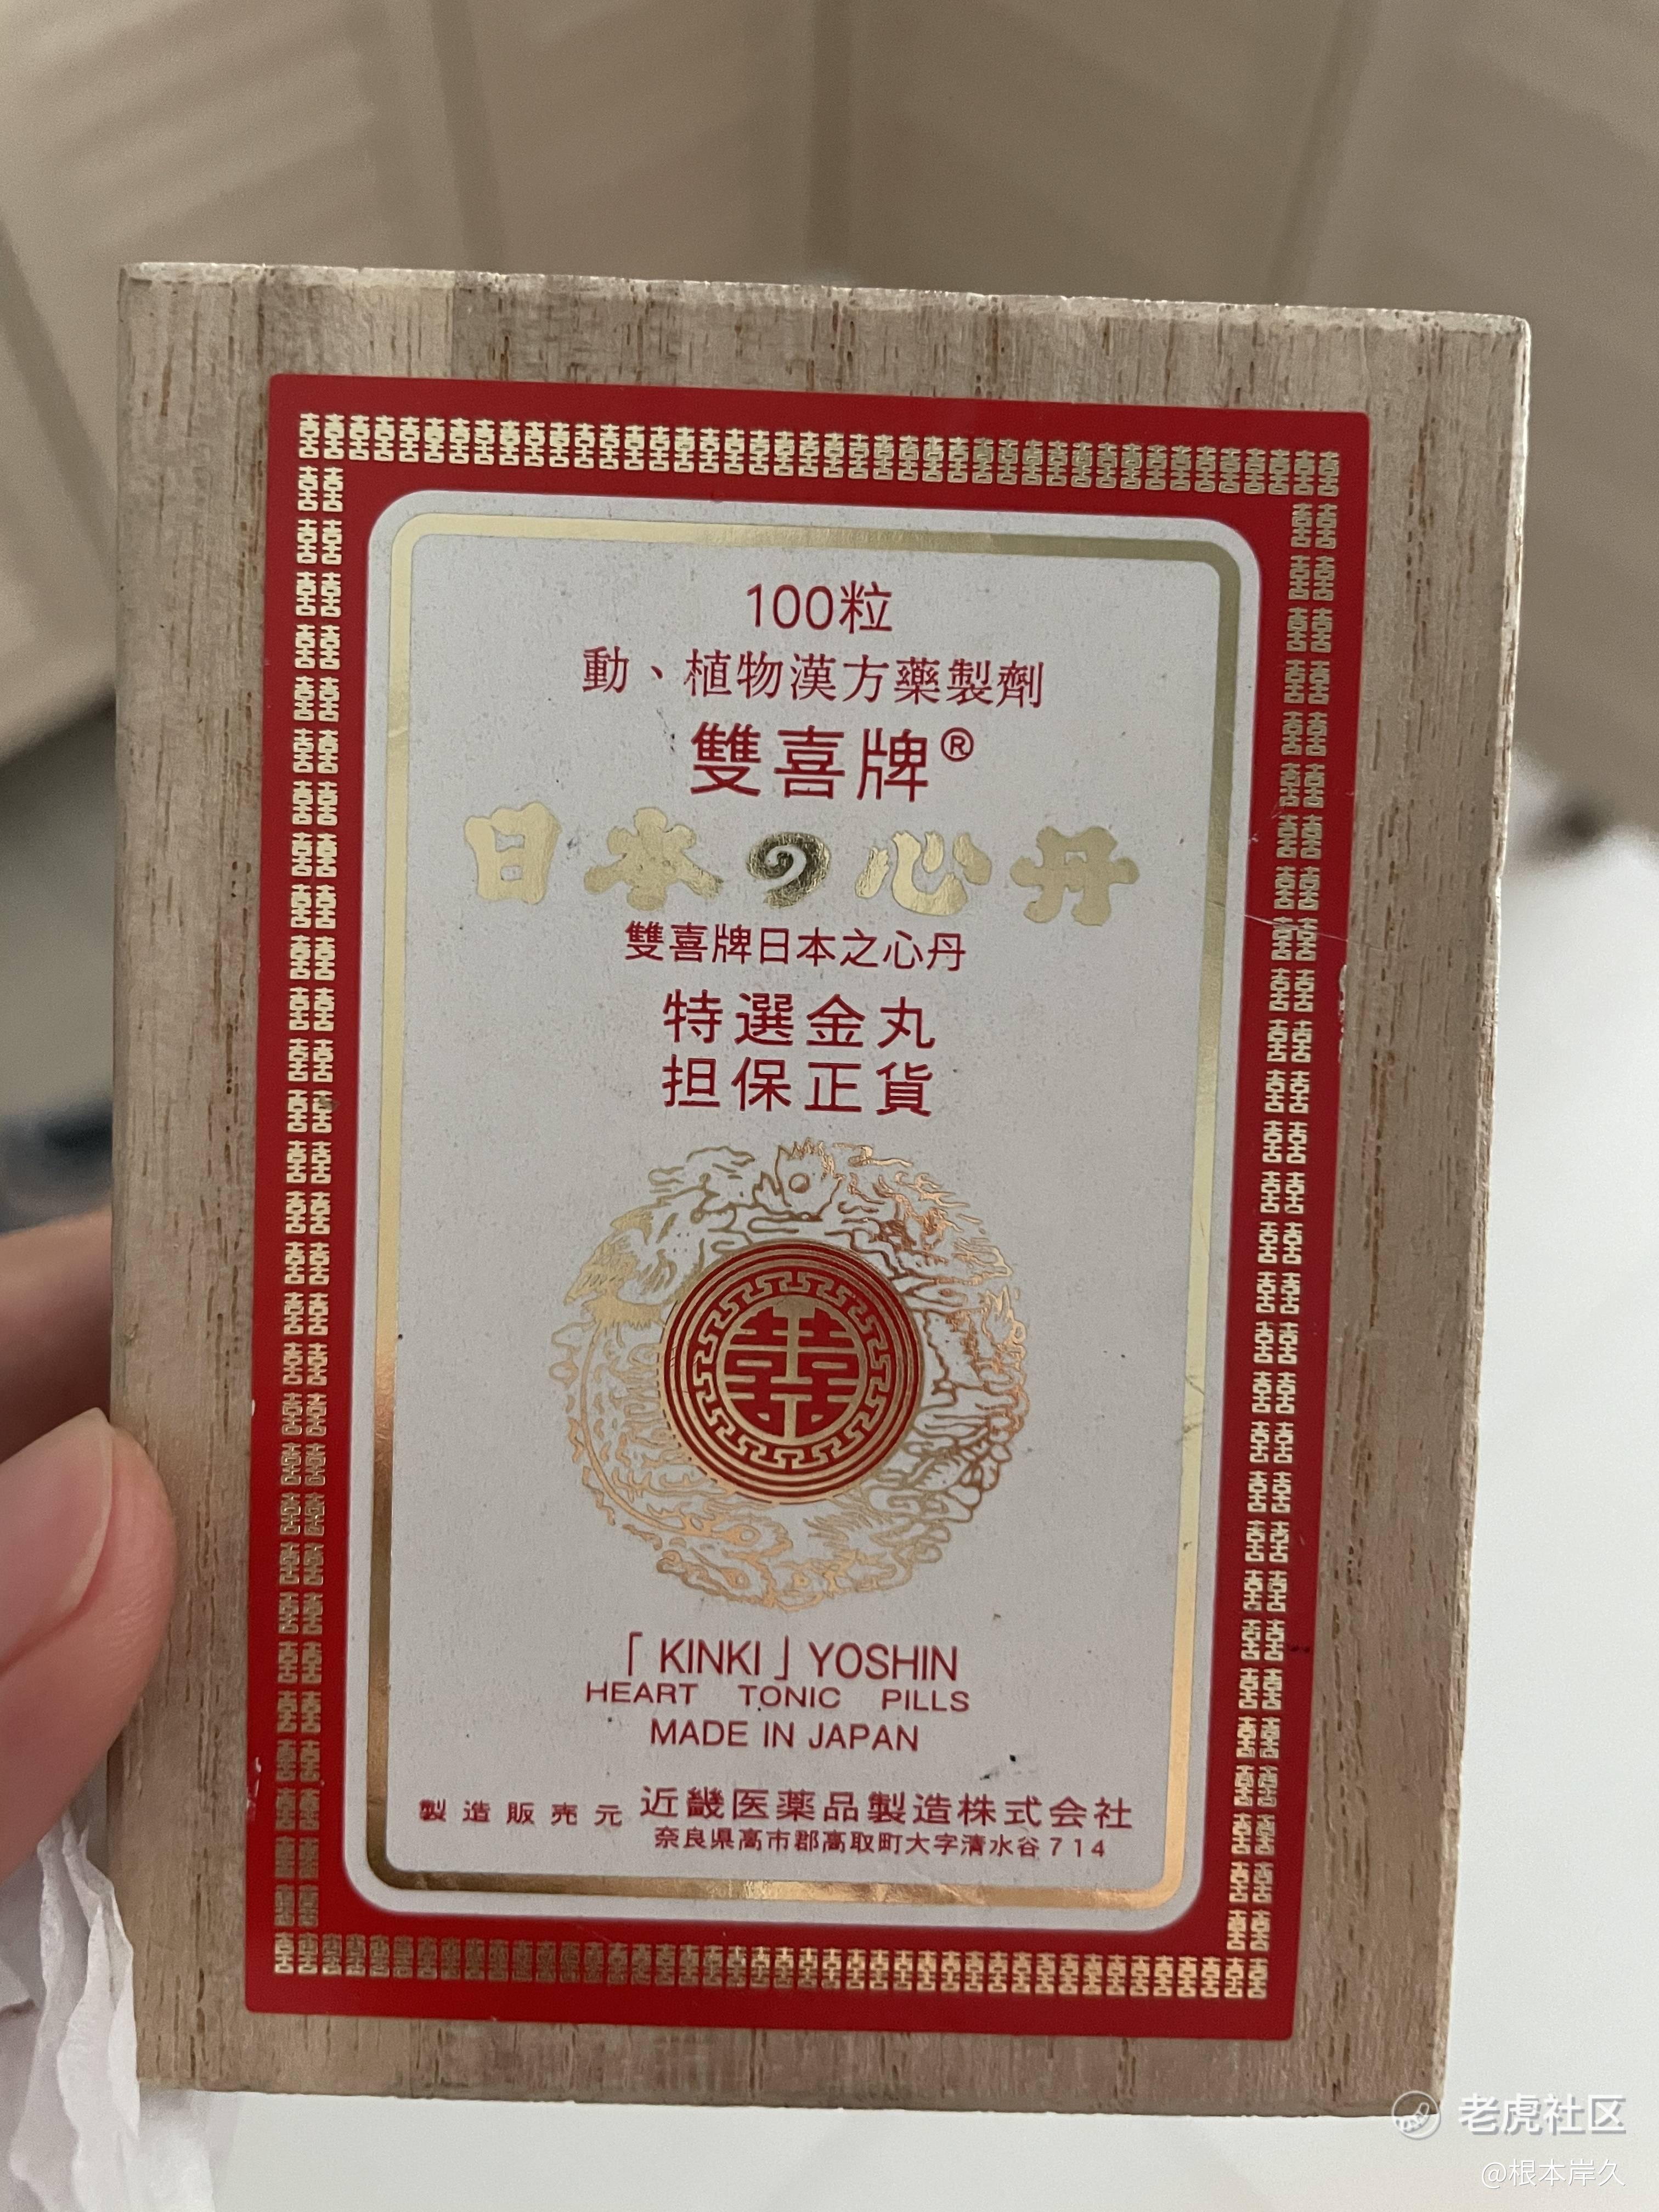 100粒
動、植物漢方藥製劑
雙喜牌®
日本の心丹
雙喜牌日本之心丹
特選金丸
担保正貨
「KINKI」YOSHIN
HEART TONIC PILLS
MADE IN JAPAN
製造販売元 近畿医薬品製造株式会社
奈良県高市郡高取町大字清水谷714
老虎社区
@根本岸久